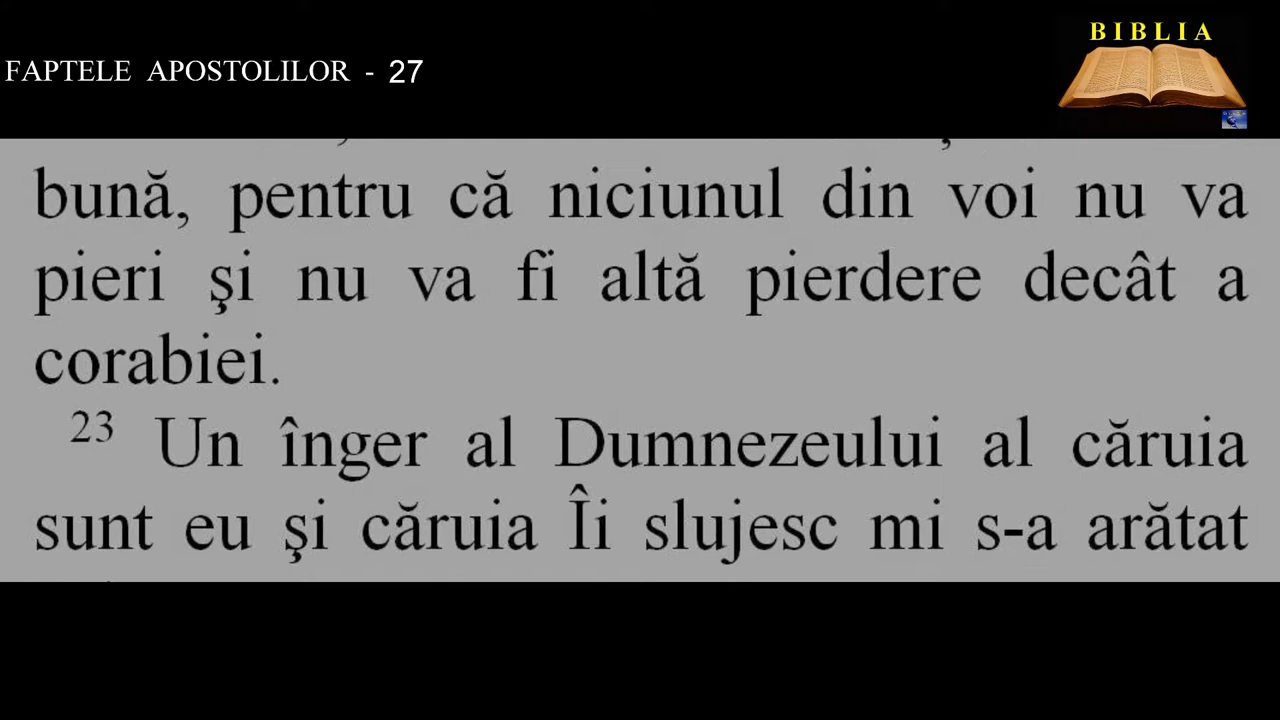 BIBLIA
FAPTELE APOSTOLILOR - 27
bună, pentru că niciunul din voi nu va
pieri şi nu va fi altă pierdere decât a
corabiei.
23 Un înger al Dumnezeului al căruia
sunt eu şi căruia Îi slujesc mi s-a arătat